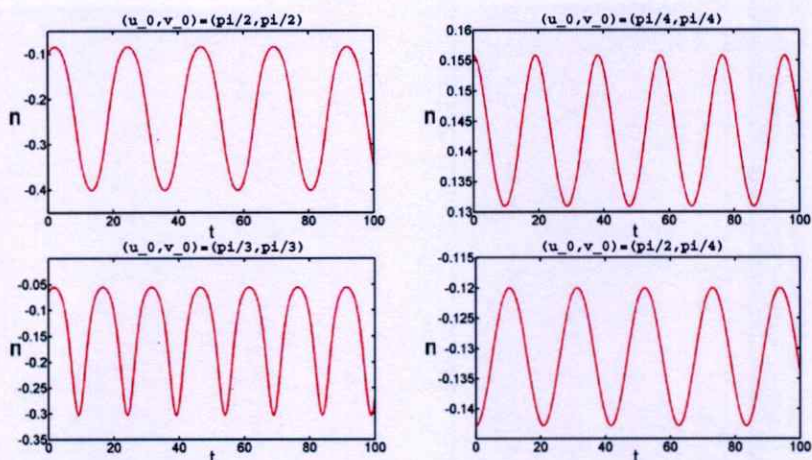 (u_0,v_0)=(pi/2,pi/2)
-0.1
-0.2
n
-0.3
-0.4
0 20 40 60 80 100
t
(u_0,v_0)=(pi/4,pi/4)
0.16
0.155
0.15
0.145
n
0.14
0.135
0.13
0 20 40 60 80 100
t
(u_0,v_0)=(pi/3,pi/3)
-0.05
-0.1
-0.15
-0.2
n
-0.25
-0.3
-0.35
0 20 40 60 80 100
t
(u_0,v_0)=(pi/2,pi/4)
-0.115
-0.12
-0.125
n
-0.13
-0.135
-0.14
0 20 40 60 80 100
t